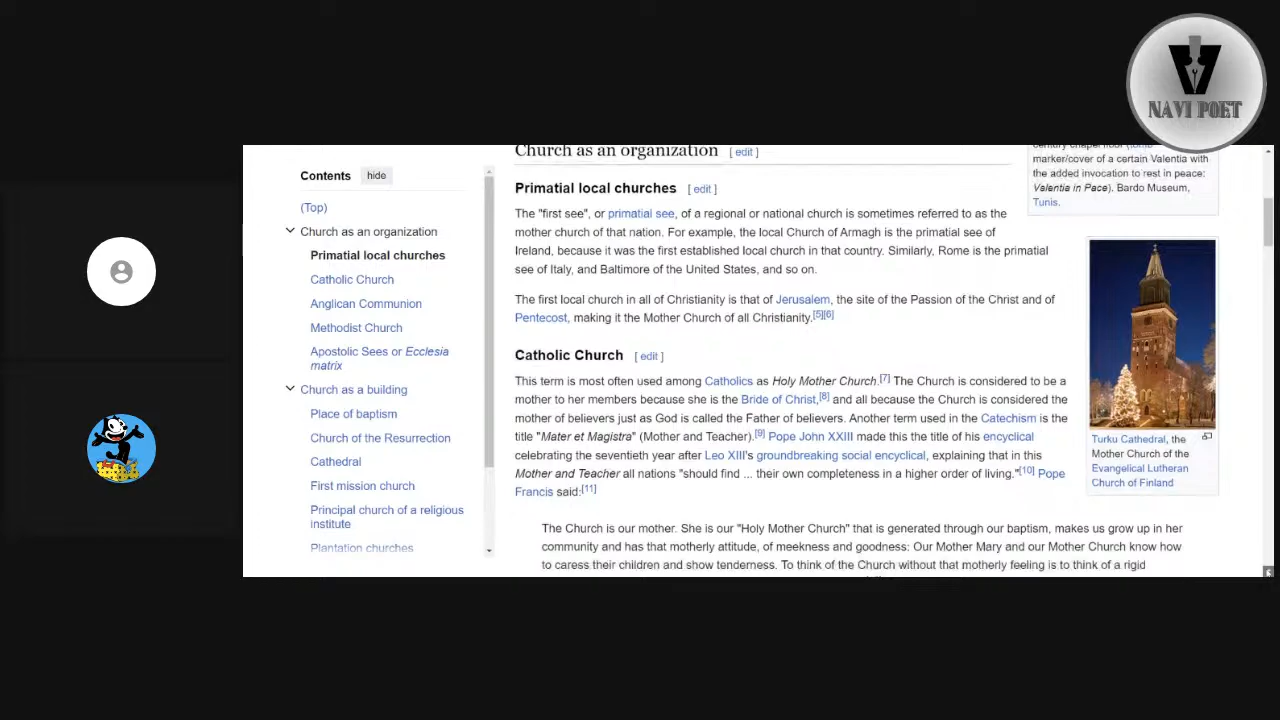 NAVI POET
Contents hide
(Top)
Church as an organization
Primatial local churches
Catholic Church
Anglican Communion
Methodist Church
Apostolic Sees or Ecclesia
matrix
Church as a building
Place of baptism
Church of the Resurrection
Cathedral
First mission church
Principal church of a religious
institute
Plantation churches
Church as an organization [ edit ]
Primatial local churches [ edit ]
The "first see", or primatial see, of a regional or national church is sometimes referred to as the
mother church of that nation. For example, the local Church of Armagh is the primatial see of
Ireland, because it was the first established local church in that country. Similarly, Rome is the primatial
see of Italy, and Baltimore of the United States, and so on.
The first local church in all of Christianity is that of Jerusalem, the site of the Passion of the Christ and of
Pentecost, making it the Mother Church of all Christianity.[5][6]
Catholic Church [ edit ]
This term is most often used among Catholics as Holy Mother Church.[7] The Church is considered to be a
mother to her members because she is the Bride of Christ,[8] and all because the Church is considered the
mother of believers just as God is called the Father of believers. Another term used in the Catechism is the
title "Mater et Magistra" (Mother and Teacher).[9] Pope John XXIII made this the title of his encyclical
celebrating the seventieth year after Leo XIII's groundbreaking social encyclical, explaining that in this
Mother and Teacher all nations "should find ... their own completeness in a higher order of living."[10] Pope
Francis said:[11]
The Church is our mother. She is our "Holy Mother Church" that is generated through our baptism, makes us grow up in her
community and has that motherly attitude, of meekness and goodness: Our Mother Mary and our Mother Church know how
to caress their children and show tenderness. To think of the Church without that motherly feeling is to think of a rigid
century chapel floor (tomb
marker/cover of a certain Valentia with
the added invocation to rest in peace:
Valentia in Pace). Bardo Museum,
Tunis.
Turku Cathedral, the
Mother Church of the
Evangelical Lutheran
Church of Finland